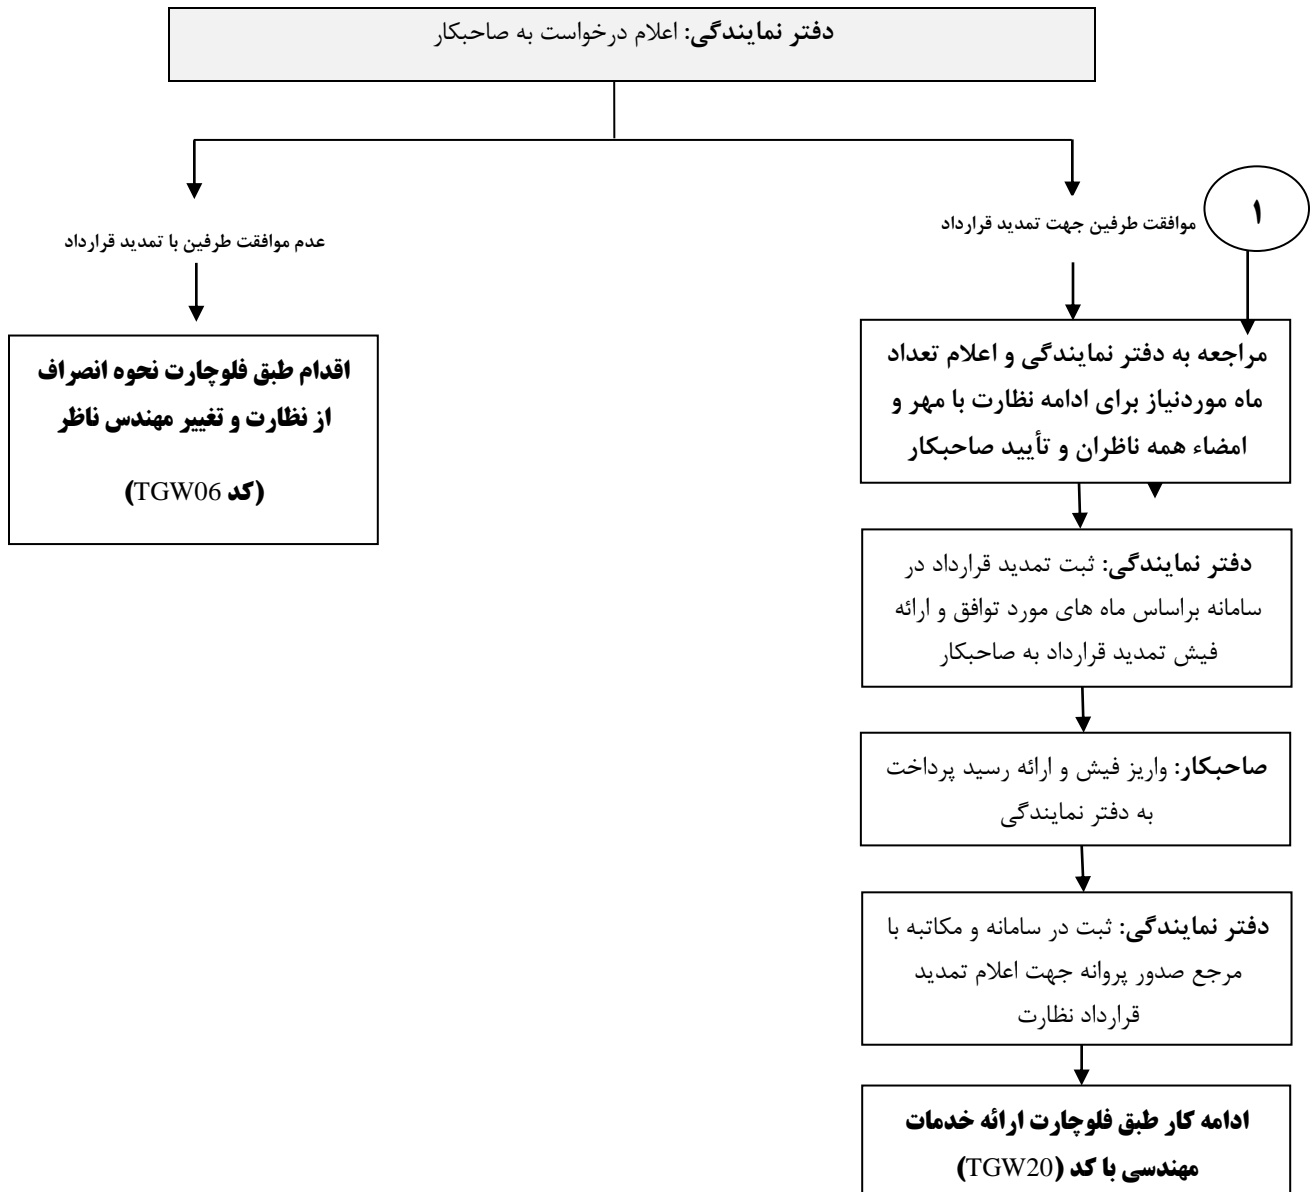 دفتر نمایندگی: اعلام درخواست به صاحبکار
۱
موافقت طرفین جهت تمدید قرارداد
عدم موافقت طرفین با تمدید قرارداد
مراجعه به دفتر نمایندگی و اعلام تعداد
ماه موردنیاز برای ادامه نظارت با مهر و
امضاء همه ناظران و تأیید صاحبکار
اقدام طبق فلوچارت نحوه انصراف
از نظارت و تغییر مهندس ناظر
(کد TGW06)
دفتر نمایندگی: ثبت تمدید قرارداد در
سامانه براساس ماه های مورد توافق و ارائه
فیش تمدید قرارداد به صاحبکار
صاحبکار: واریز فیش و ارائه رسید پرداخت
به دفتر نمایندگی
دفتر نمایندگی: ثبت در سامانه و مکاتبه با
مرجع صدور پروانه جهت اعلام تمدید
قرارداد نظارت
ادامه کار طبق فلوچارت ارائه خدمات
مهندسی با کد (TGW20)